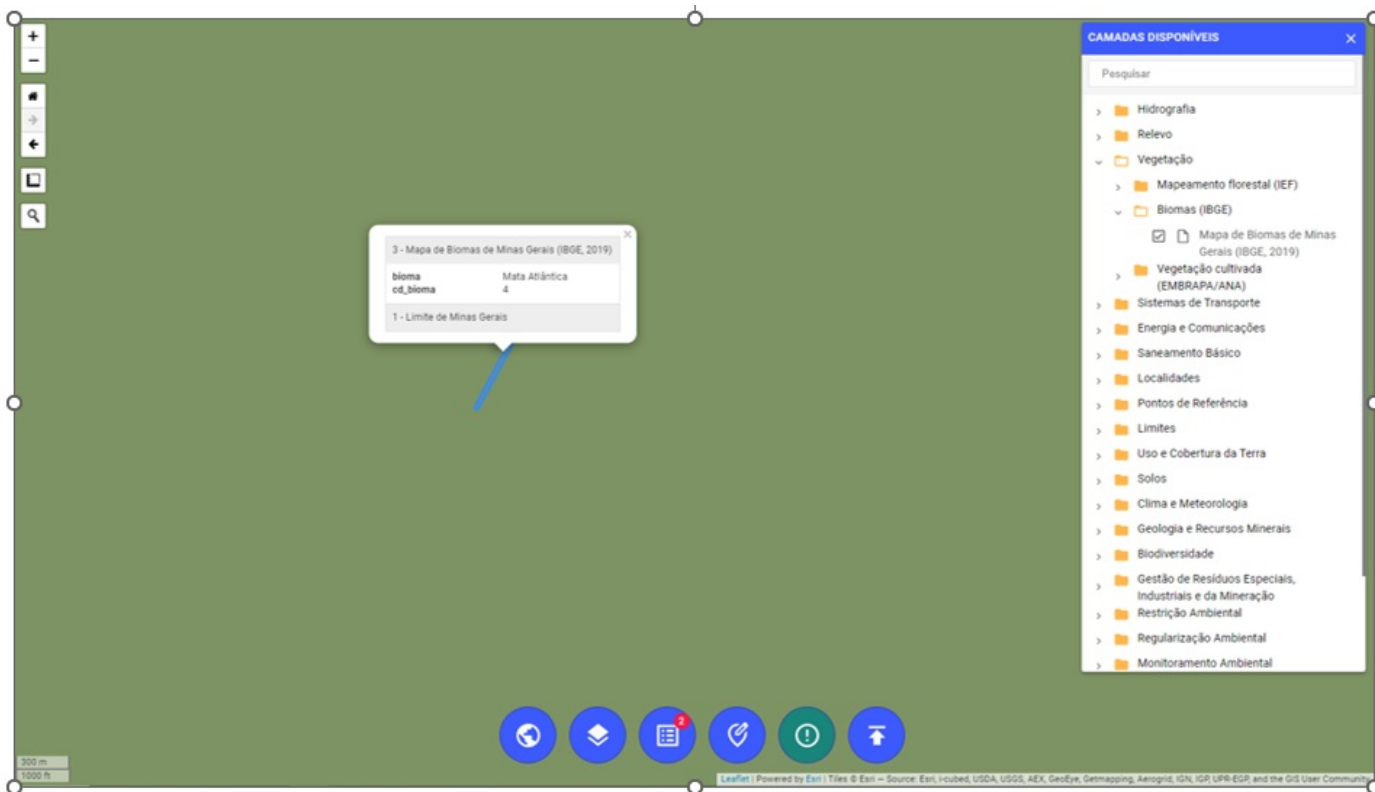 +
−
CAMADAS DISPONÍVEIS
Pesquisar
Hidrografia
Relevo
Vegetação
Mapeamento florestal (IEF)
Biomas (IBGE)
Mapa de Biomas de Minas
Gerais (IBGE, 2019)
Vegetação cultivada
(EMBRAPA/ANA)
Sistemas de Transporte
Energia e Comunicações
Saneamento Básico
Localidades
Pontos de Referência
Limites
Uso e Cobertura da Terra
Solos
Clima e Meteorologia
Geologia e Recursos Minerais
Biodiversidade
Gestão de Resíduos Especiais,
Industriais e da Mineração
Restrição Ambiental
Regularização Ambiental
Monitoramento Ambiental
3 - Mapa de Biomas de Minas Gerais (IBGE, 2019)
bioma Mata Atlântica
cd_bioma 4
1 - Limite de Minas Gerais
2
300 m
1000 ft
Leaflet | Powered by Esri | Tiles © Esri — Source: Esri, i-cubed, USDA, USGS, AEX, GeoEye, Getmapping, Aerogrid, IGN, IGP, UPR-EGP, and the GIS User Community